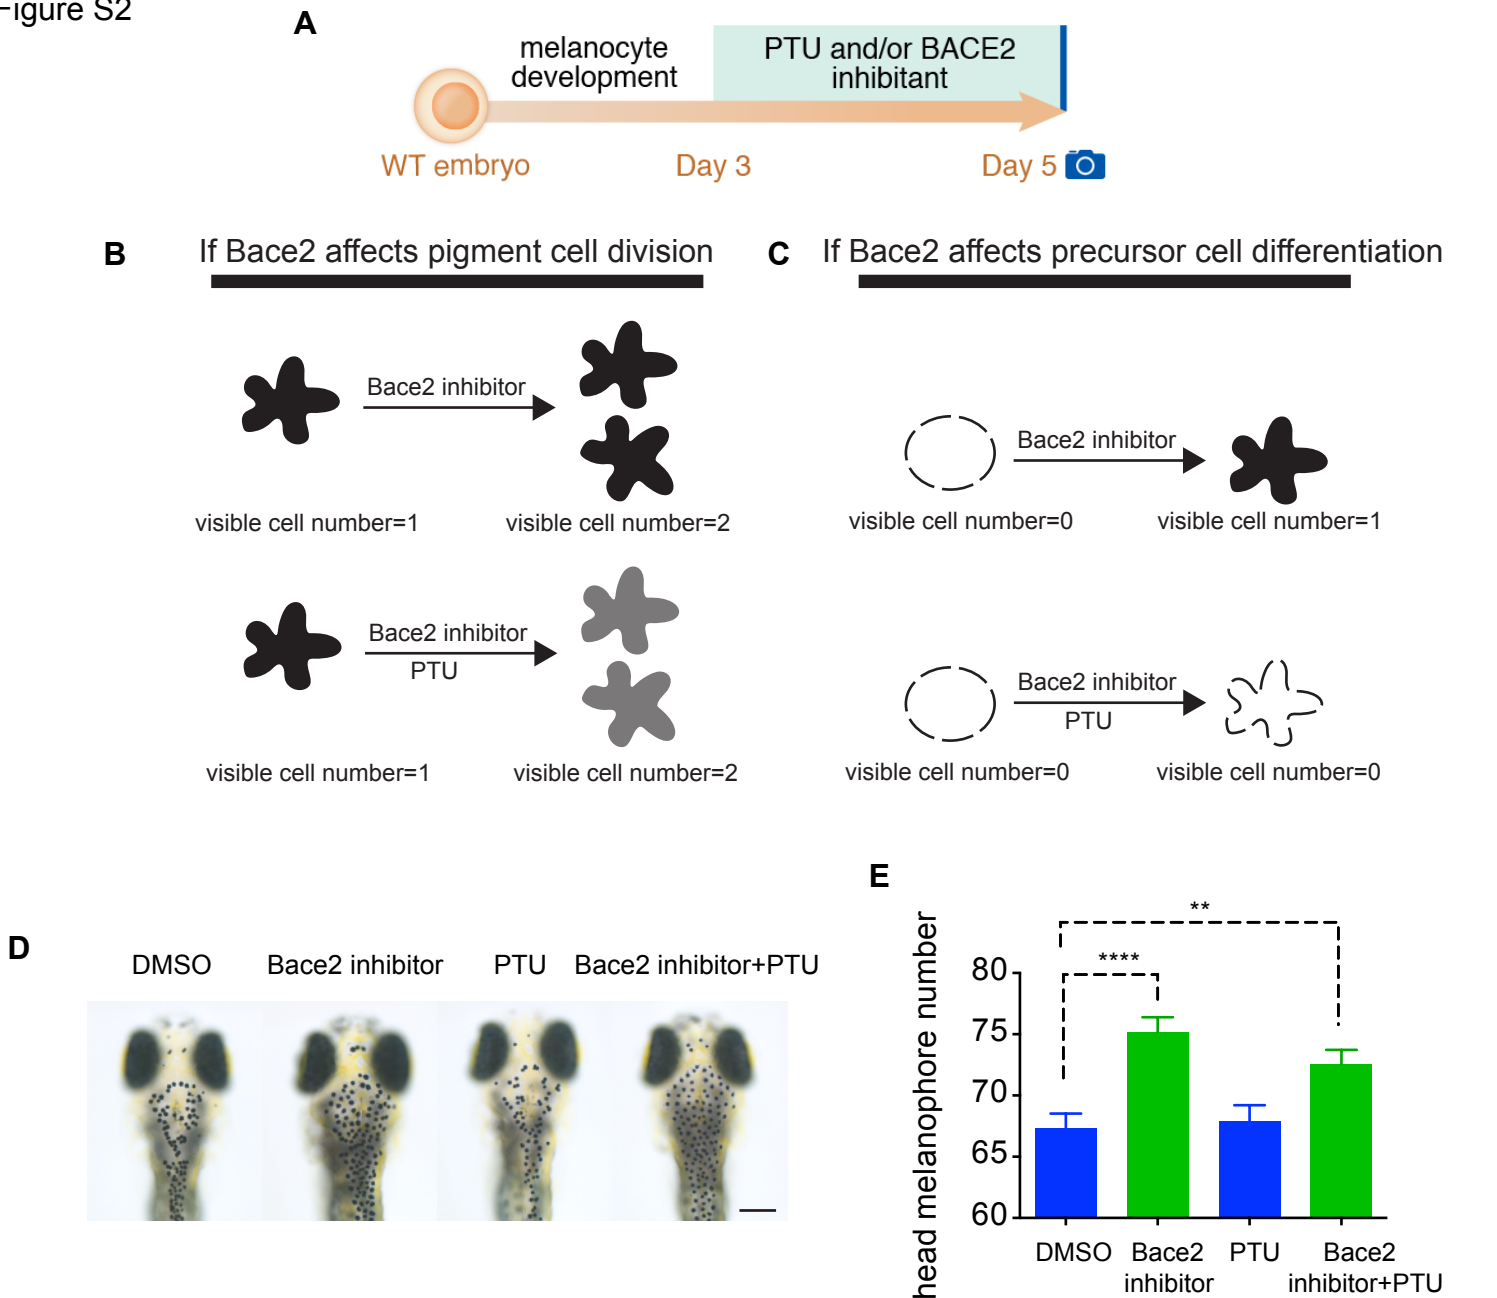 Figure S2
A
melanocyte
development
PTU and/or BACE2
inhibitant
WT embryo
Day 3
Day 5
B
If Bace2 affects pigment cell division
Bace2 inhibitor
visible cell number=1
visible cell number=2
Bace2 inhibitor
PTU
visible cell number=1
visible cell number=2
C
If Bace2 affects precursor cell differentiation
Bace2 inhibitor
visible cell number=0
visible cell number=1
Bace2 inhibitor
PTU
visible cell number=0
visible cell number=0
D
DMSO
Bace2 inhibitor
PTU
Bace2 inhibitor+PTU
E
head melanophore number
**
****
80
75
70
65
60
DMSO
Bace2
inhibitor
PTU
Bace2
inhibitor+PTU